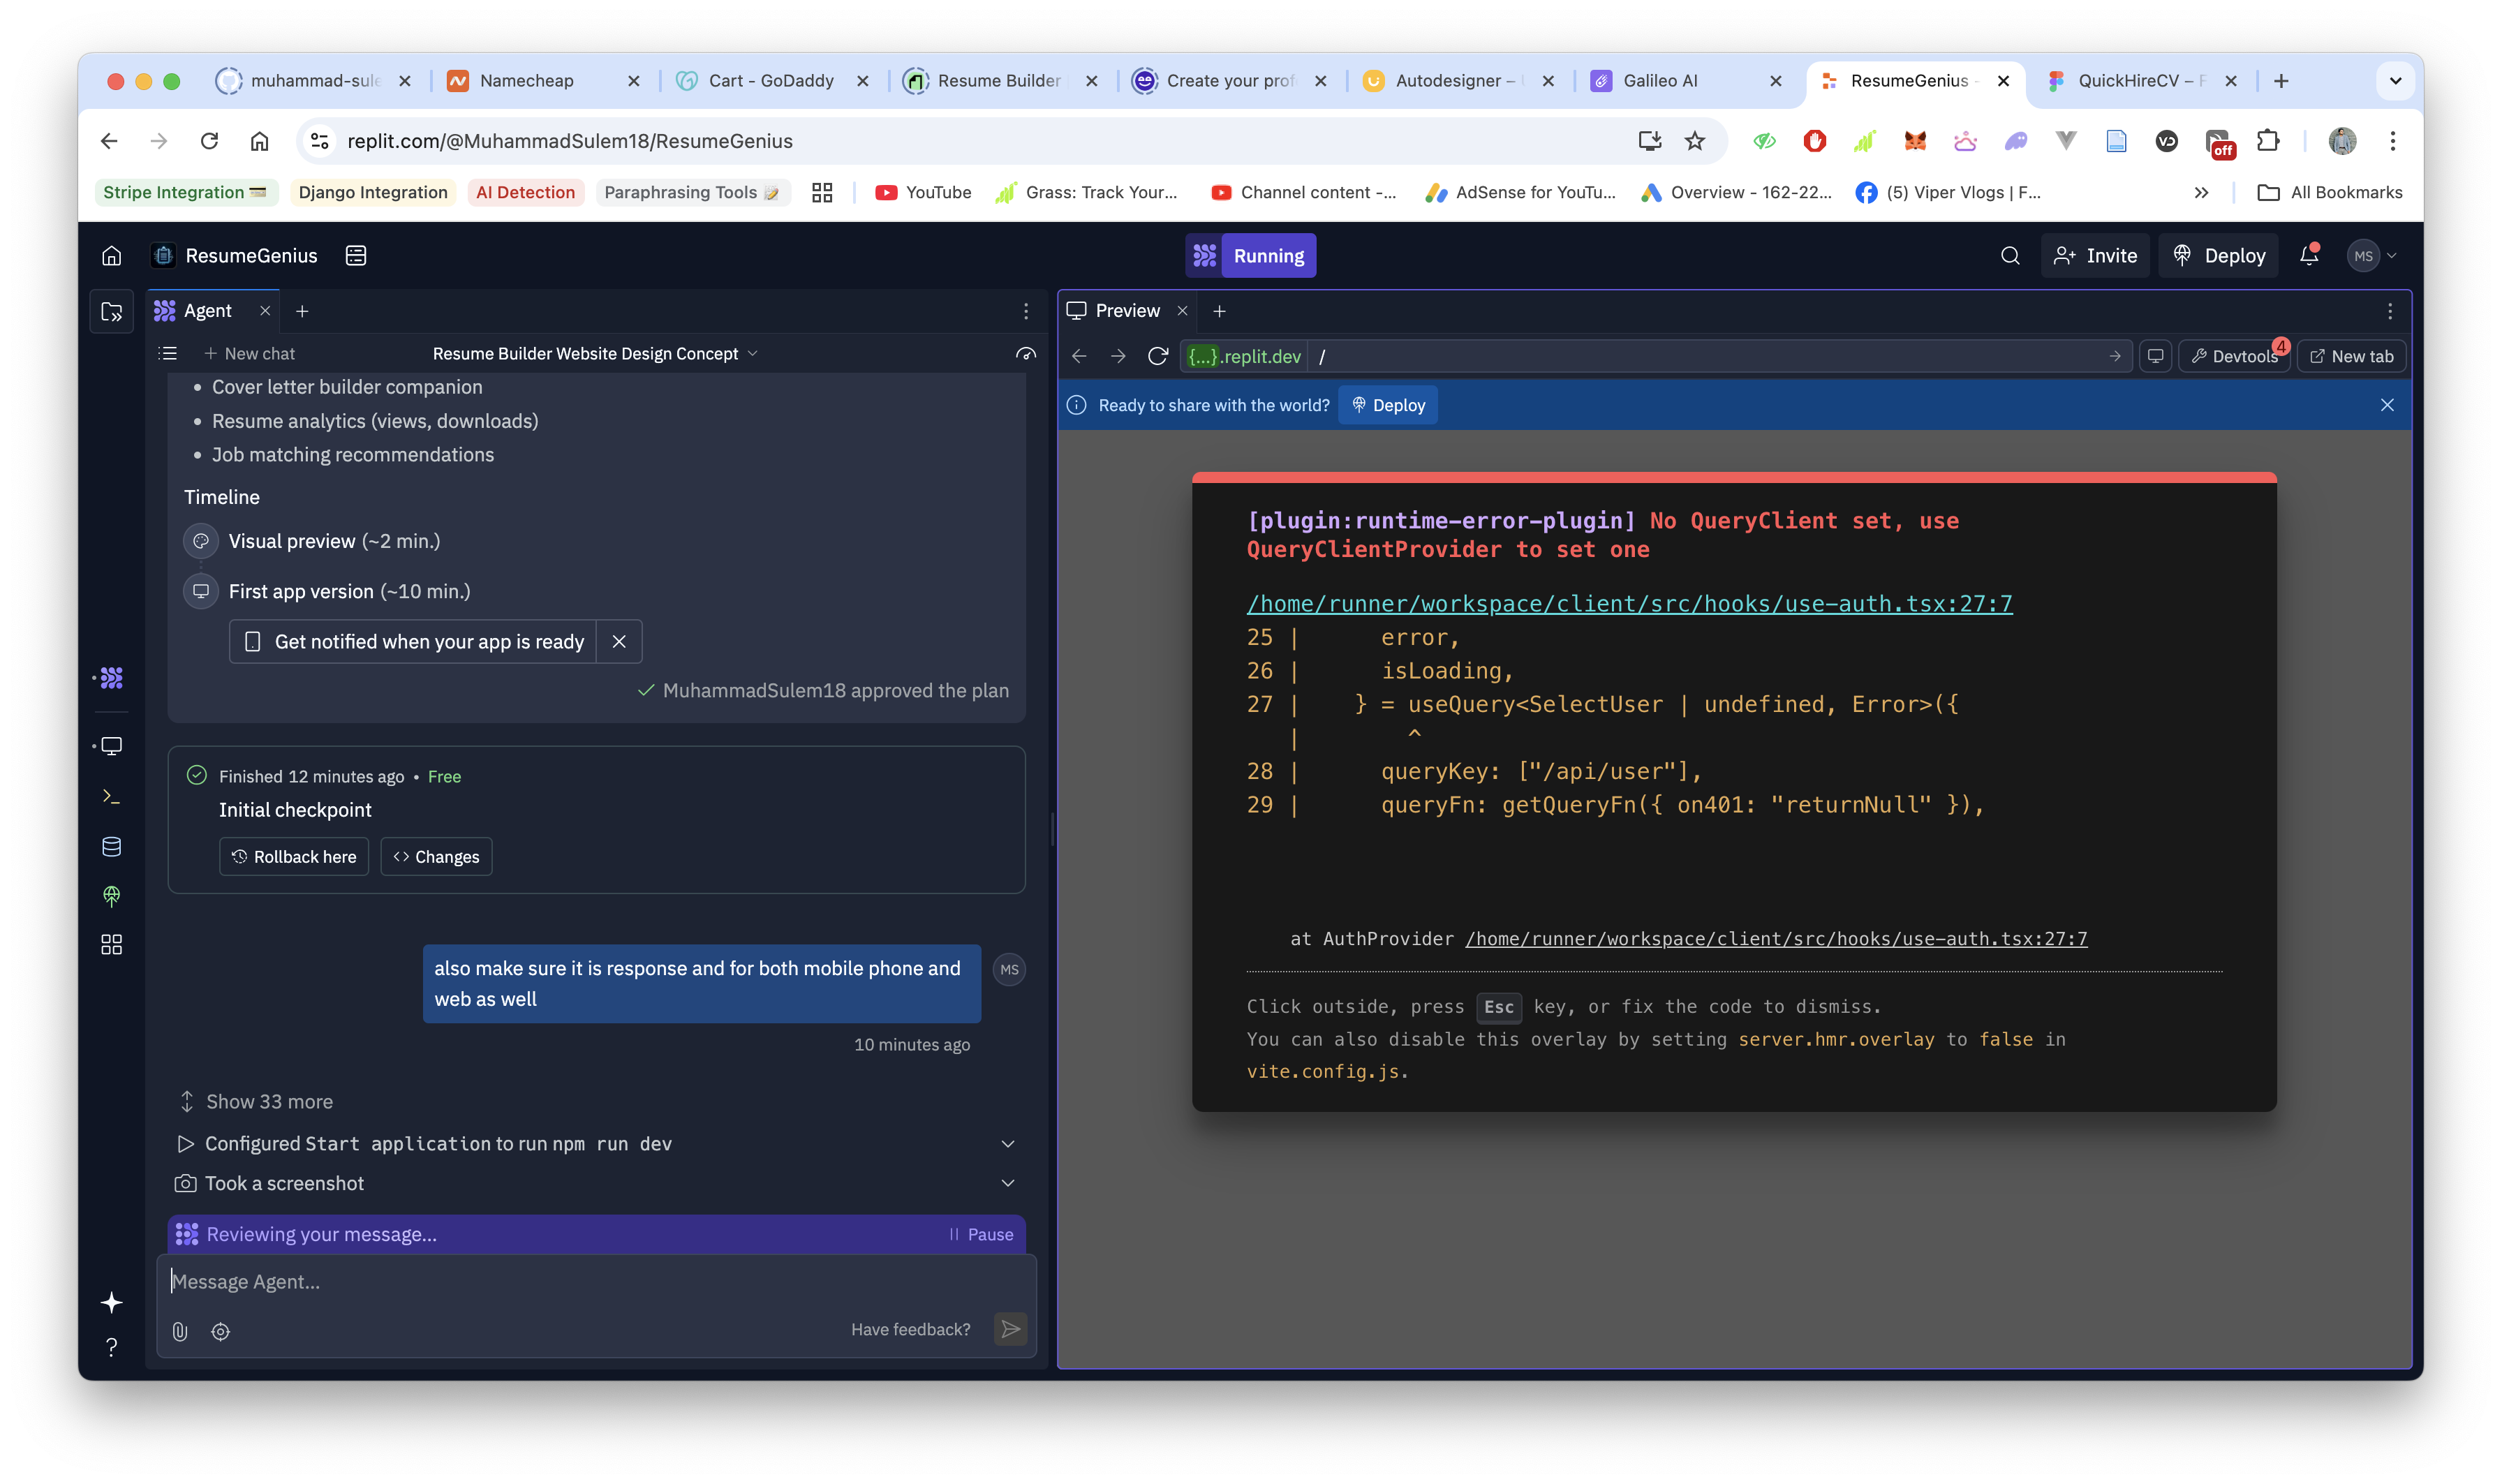 muhammad-sule
Namecheap
Cart - GoDaddy
Resume Builder
Create your prof
Autodesigner –
Galileo AI
ResumeGenius -
QuickHireCV – F
replit.com/@MuhammadSulem18/ResumeGenius
off
Stripe Integration
Django Integration
AI Detection
Paraphrasing Tools
YouTube
Grass: Track Your...
Channel content -...
AdSense for YouTu...
Overview - 162-22...
(5) Viper Vlogs | F...
All Bookmarks
ResumeGenius
Running
Invite
Deploy
MS
Agent
New chat
Resume Builder Website Design Concept
• Cover letter builder companion
• Resume analytics (views, downloads)
• Job matching recommendations
Timeline
Visual preview (~2 min.)
First app version (~10 min.)
Get notified when your app is ready
MuhammadSulem18 approved the plan
Finished 12 minutes ago • Free
Initial checkpoint
Rollback here
Changes
also make sure it is response and for both mobile phone and
web as well
MS
10 minutes ago
Show 33 more
Configured Start application to run npm run dev
Took a screenshot
Reviewing your message...
Pause
Message Agent...
Have feedback?
Preview
{...}.replit.dev
/
Devtools
4
New tab
Ready to share with the world?
Deploy
[plugin:runtime-error-plugin] No QueryClient set, use
QueryClientProvider to set one
/home/runner/workspace/client/src/hooks/use-auth.tsx:27:7
25 | error,
26 | isLoading,
27 | } = useQuery<SelectUser | undefined, Error>({
| ^
28 | queryKey: ["/api/user"],
29 | queryFn: getQueryFn({ on401: "returnNull" }),
at AuthProvider /home/runner/workspace/client/src/hooks/use-auth.tsx:27:7
Click outside, press Esc key, or fix the code to dismiss.
You can also disable this overlay by setting server.hmr.overlay to false in
vite.config.js.